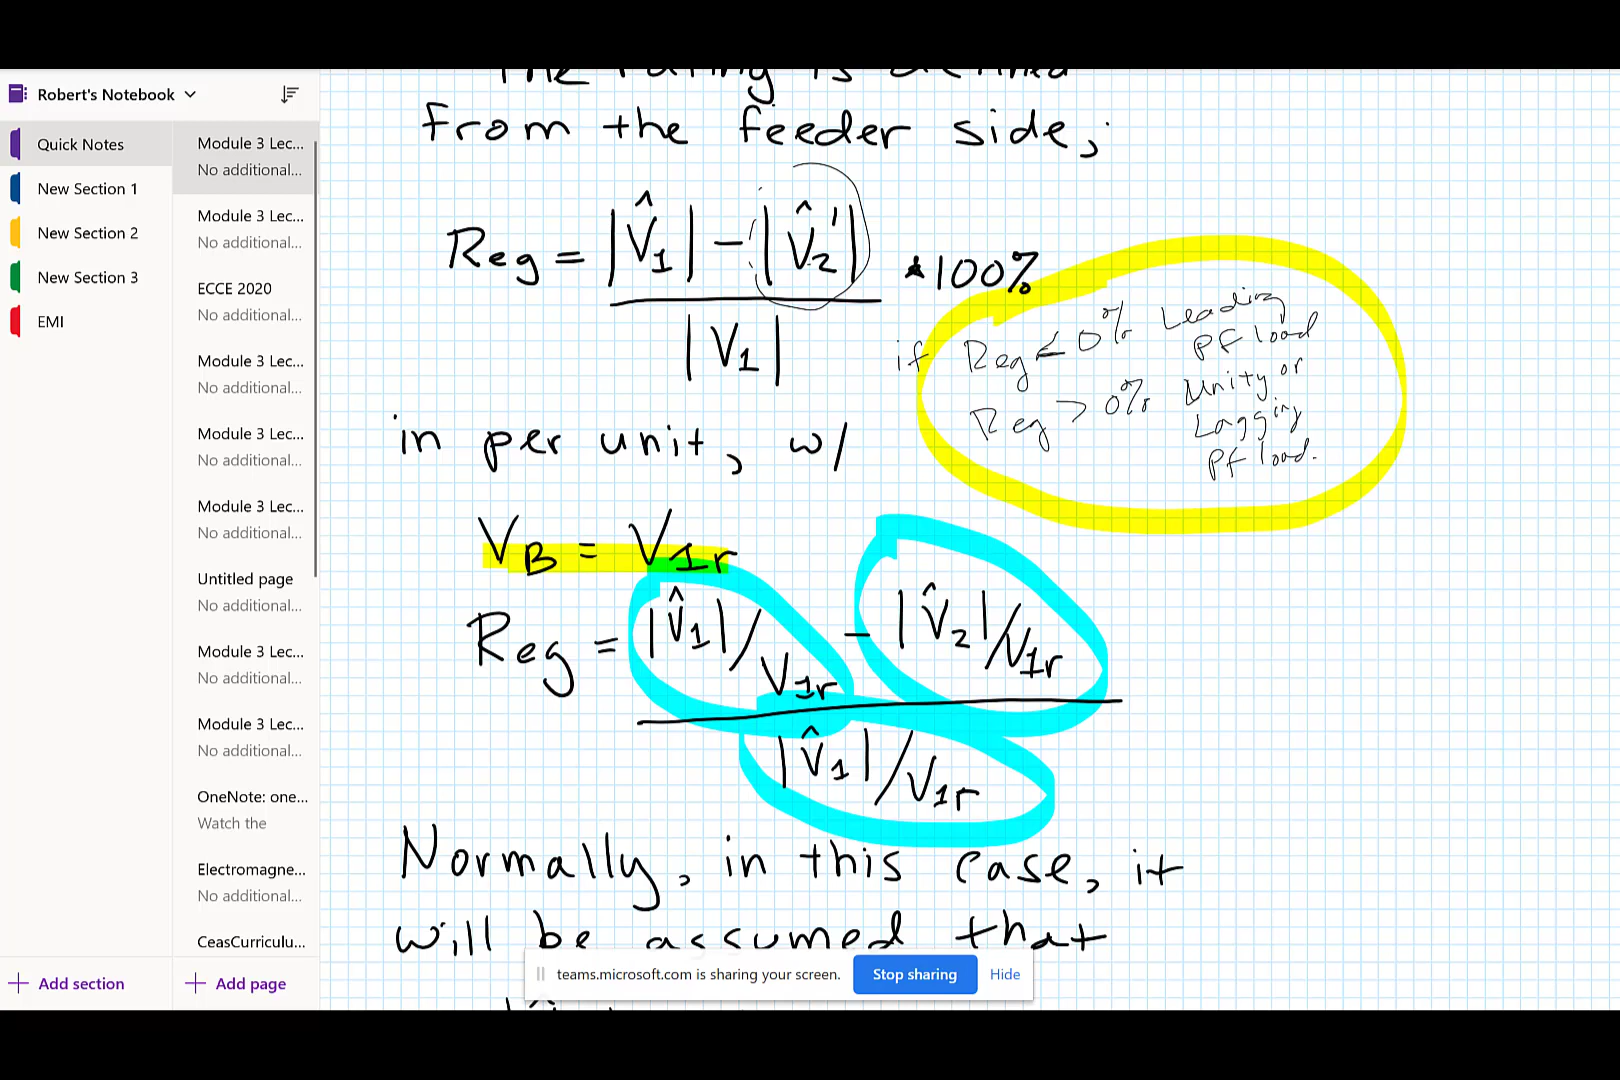 Robert's Notebook
Quick Notes
New Section 1
New Section 2
New Section 3
EMI
Add section
Module 3 Lec...
No additional...
Module 3 Lec...
No additional...
ECCE 2020
No additional...
Module 3 Lec...
No additional...
Module 3 Lec...
No additional...
Module 3 Lec...
No additional...
Untitled page
No additional...
Module 3 Lec...
No additional...
Module 3 Lec...
No additional...
OneNote: one...
Watch the
Electromagne...
No additional...
CeasCurriculu...
Add page
The rating is defined
from the feeder side,
Reg = |V̂1| - |V̂2'| * 100%
|V1|
if Reg < 0% Leading
PF load
Reg > 0% Unity or
Lagging
PF load.
in per unit, w/
VB = V1r
Reg = |V̂1|/V1r - |V̂2|/V1r
|V̂1|/V1r
Normally, in this case, it
will be assumed that
teams.microsoft.com is sharing your screen.
Stop sharing
Hide